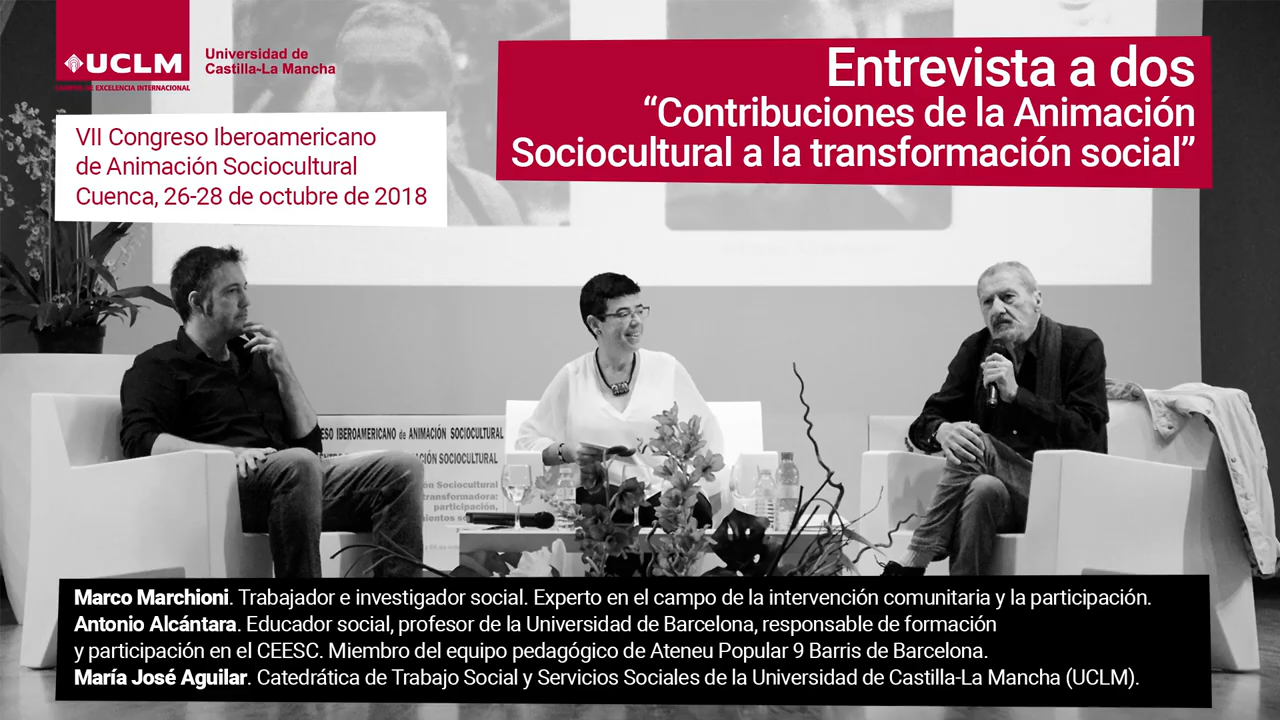 UCLM
Universidad de
Castilla-La Mancha
CAMPUS DE EXCELENCIA INTERNACIONAL
VII Congreso Iberoamericano
de Animación Sociocultural
Cuenca, 26-28 de octubre de 2018
Entrevista a dos
“Contribuciones de la Animación
Sociocultural a la transformación social”
ESO IBEROAMERICANO de ANIMACIÓN SOCIOCULTURAL
CIÓN SOCIOCULTURAL
ón Sociocultural
transformadora:
participación,
Marco Marchioni. Trabajador e investigador social. Experto en el campo de la intervención comunitaria y la participación.
Antonio Alcántara. Educador social, profesor de la Universidad de Barcelona, responsable de formación
y participación en el CEESC. Miembro del equipo pedagógico de Ateneu Popular 9 Barris de Barcelona.
María José Aguilar. Catedrática de Trabajo Social y Servicios Sociales de la Universidad de Castilla-La Mancha (UCLM).